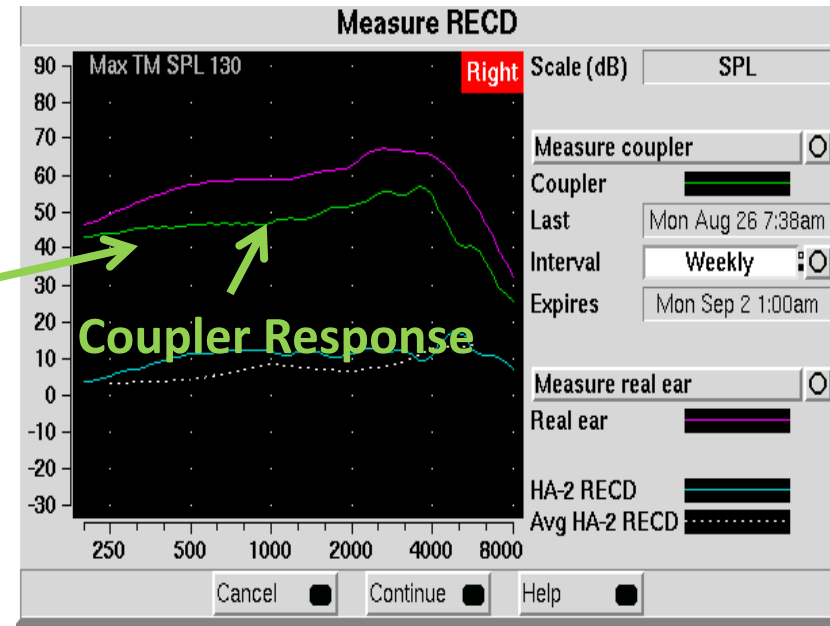 Measure RECD
Max TM SPL 130
Right
90
80
70
60
50
40
30
20
10
0
-10
-20
-30
Coupler Response
250 500 1000 2000 4000 8000
Scale (dB) SPL
Measure coupler
Coupler
Last Mon Aug 26 7:38am
Interval Weekly
Expires Mon Sep 2 1:00am
Measure real ear
Real ear
HA-2 RECD
Avg HA-2 RECD
Cancel Continue Help